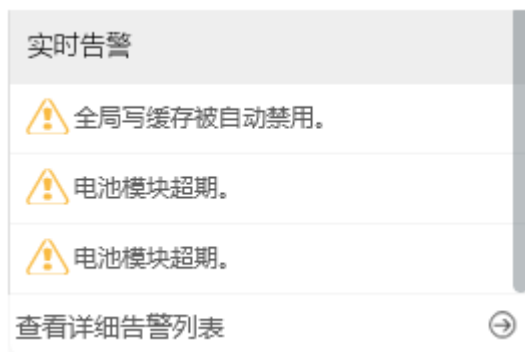 实时告警
全局写缓存被自动禁用。
电池模块超期。
电池模块超期。
查看详细告警列表